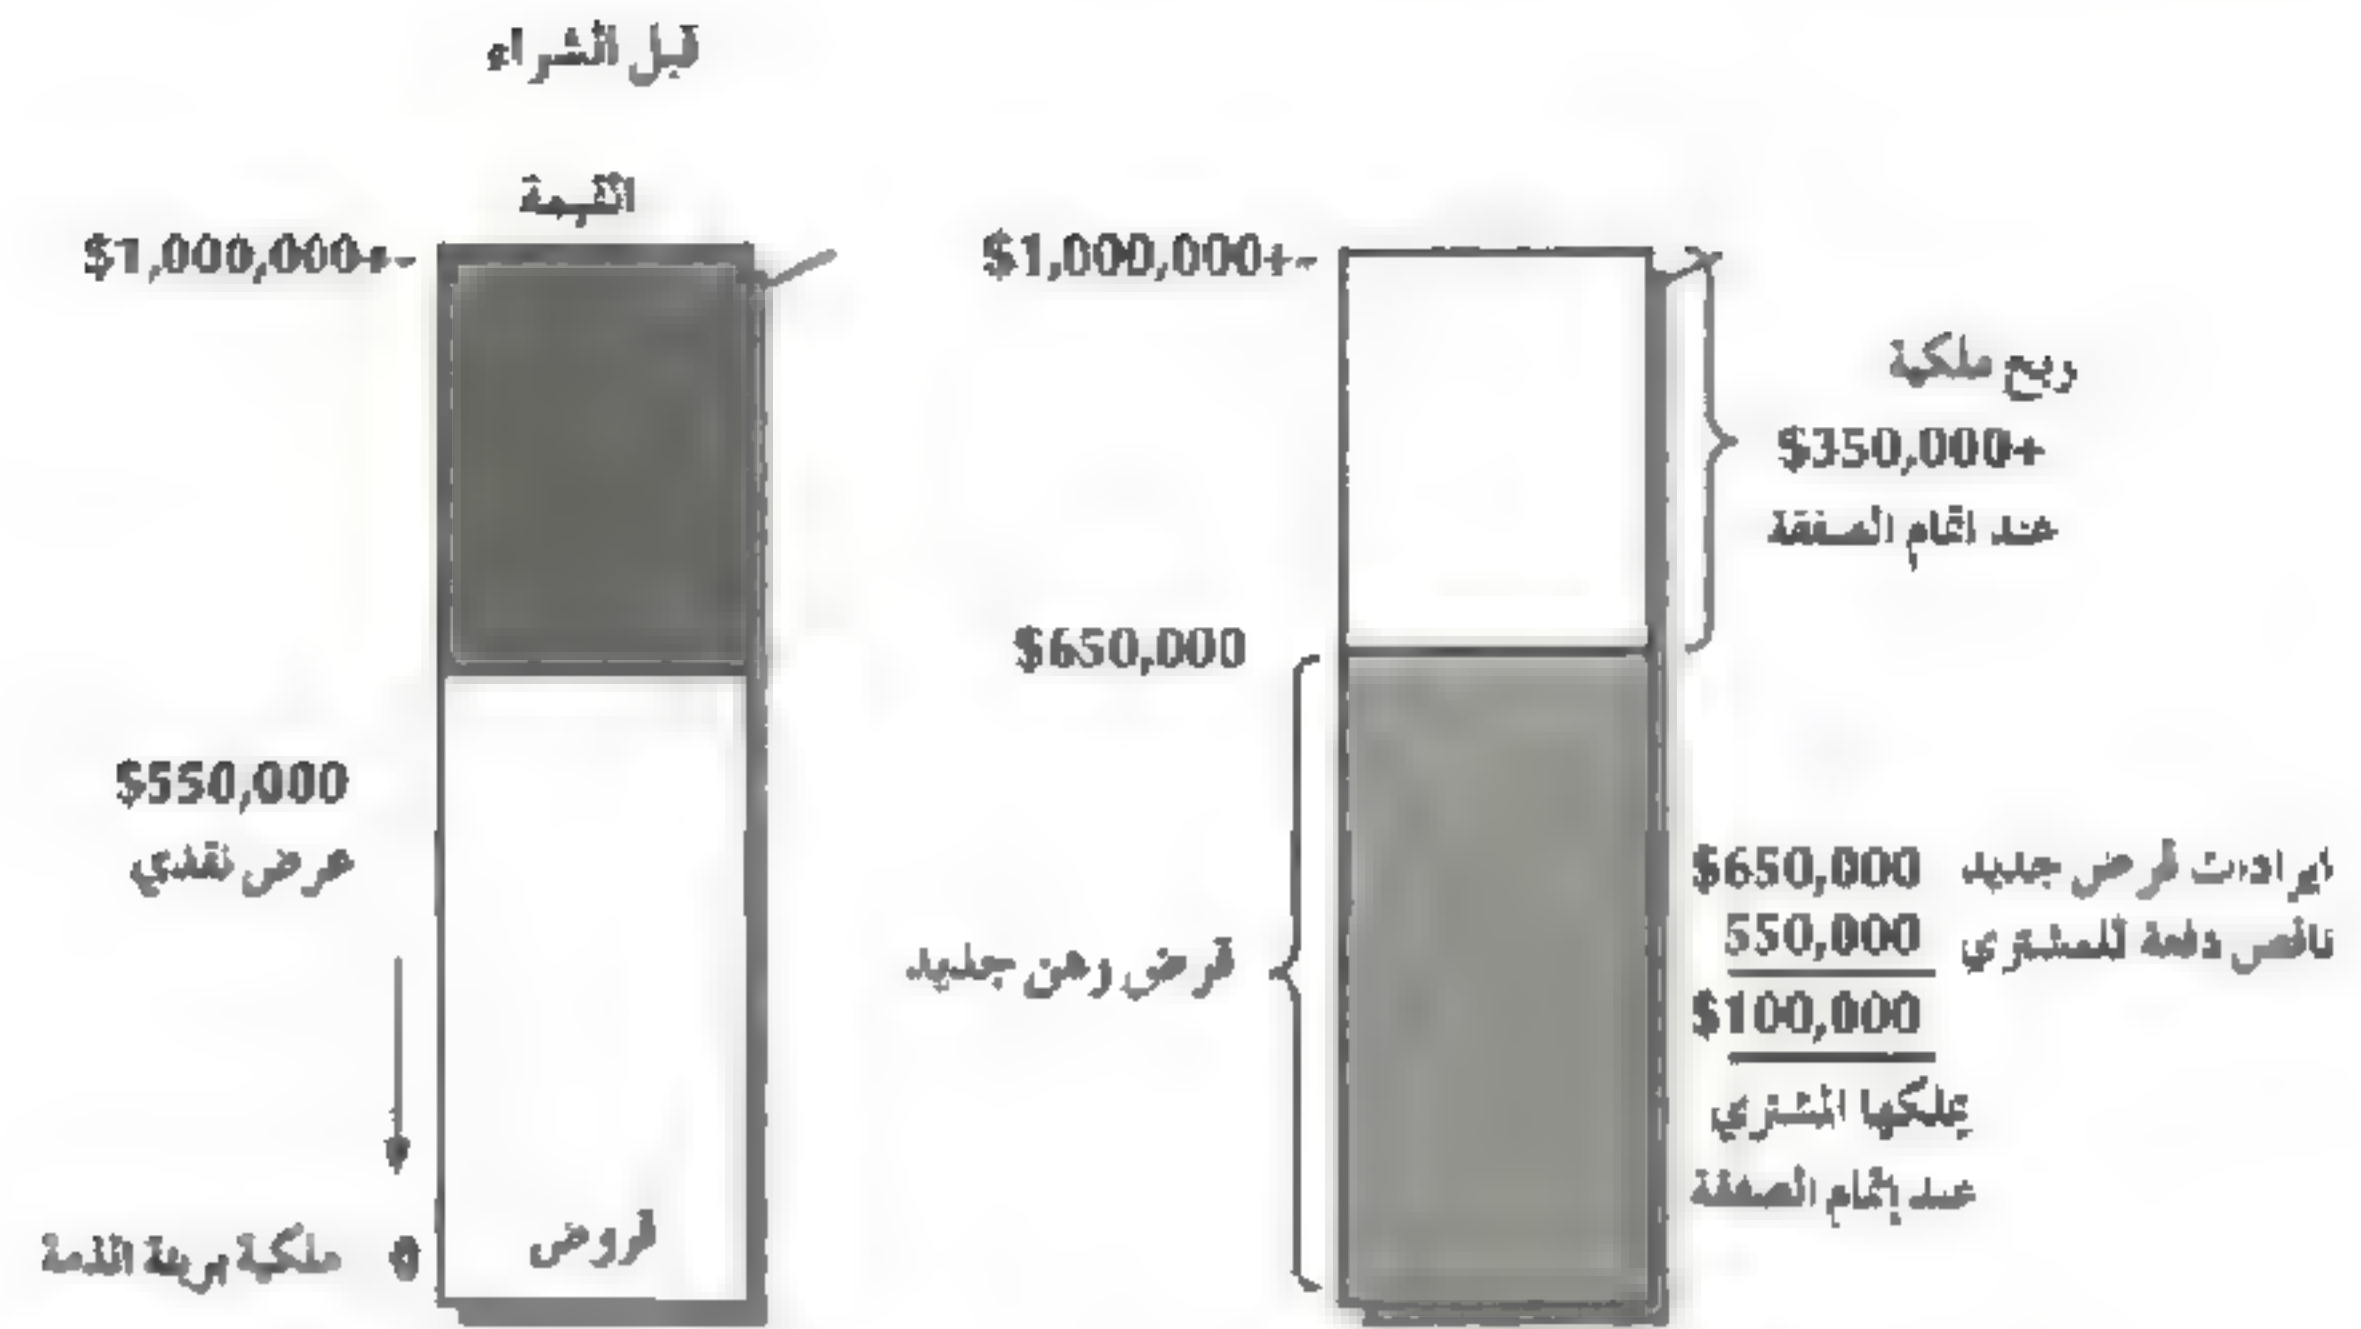 قبل الشراء
القيمة
$1,000,000+-
$550,000
عرض نقدي
ملكية بريئة الذمة 0
قروض
$1,000,000+-
ربح ملكية
$350,000+
عند اتمام الصفقة
$650,000
قرض رهن جديد
$650,000 ايرادات قرض جديد
550,000 ناقص دفعة للمشتري
$100,000
يملكها المشتري
عند إتمام الصفقة